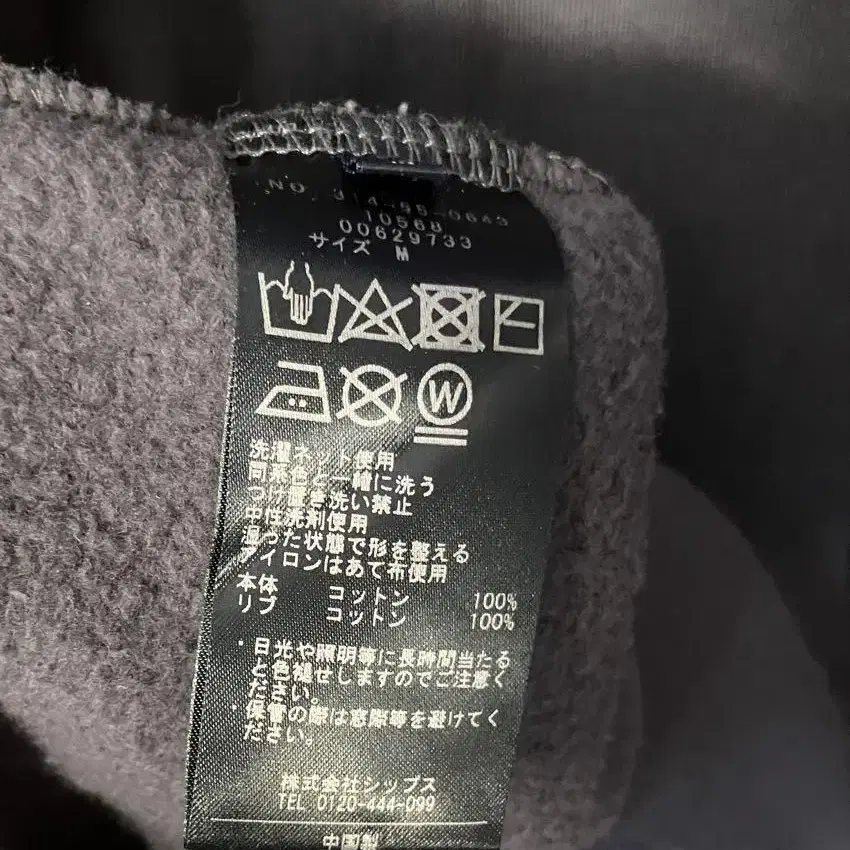 NO. 314-55-0643
10568
00629733
サイズ M
W
洗濯ネット使用
同系色と一緒に洗う
つけ置き洗い禁止
中性洗剤使用
湿った状態で形を整える
アイロンはあて布使用
本体 コットン 100%
リブ コットン 100%
・日光や照明等に長時間当たる
と色褪せしますのでご注意く
ださい。
・保管の際は窓際等を避けてく
ださい。
株式会社シップス
TEL 0120-444-099
中国製